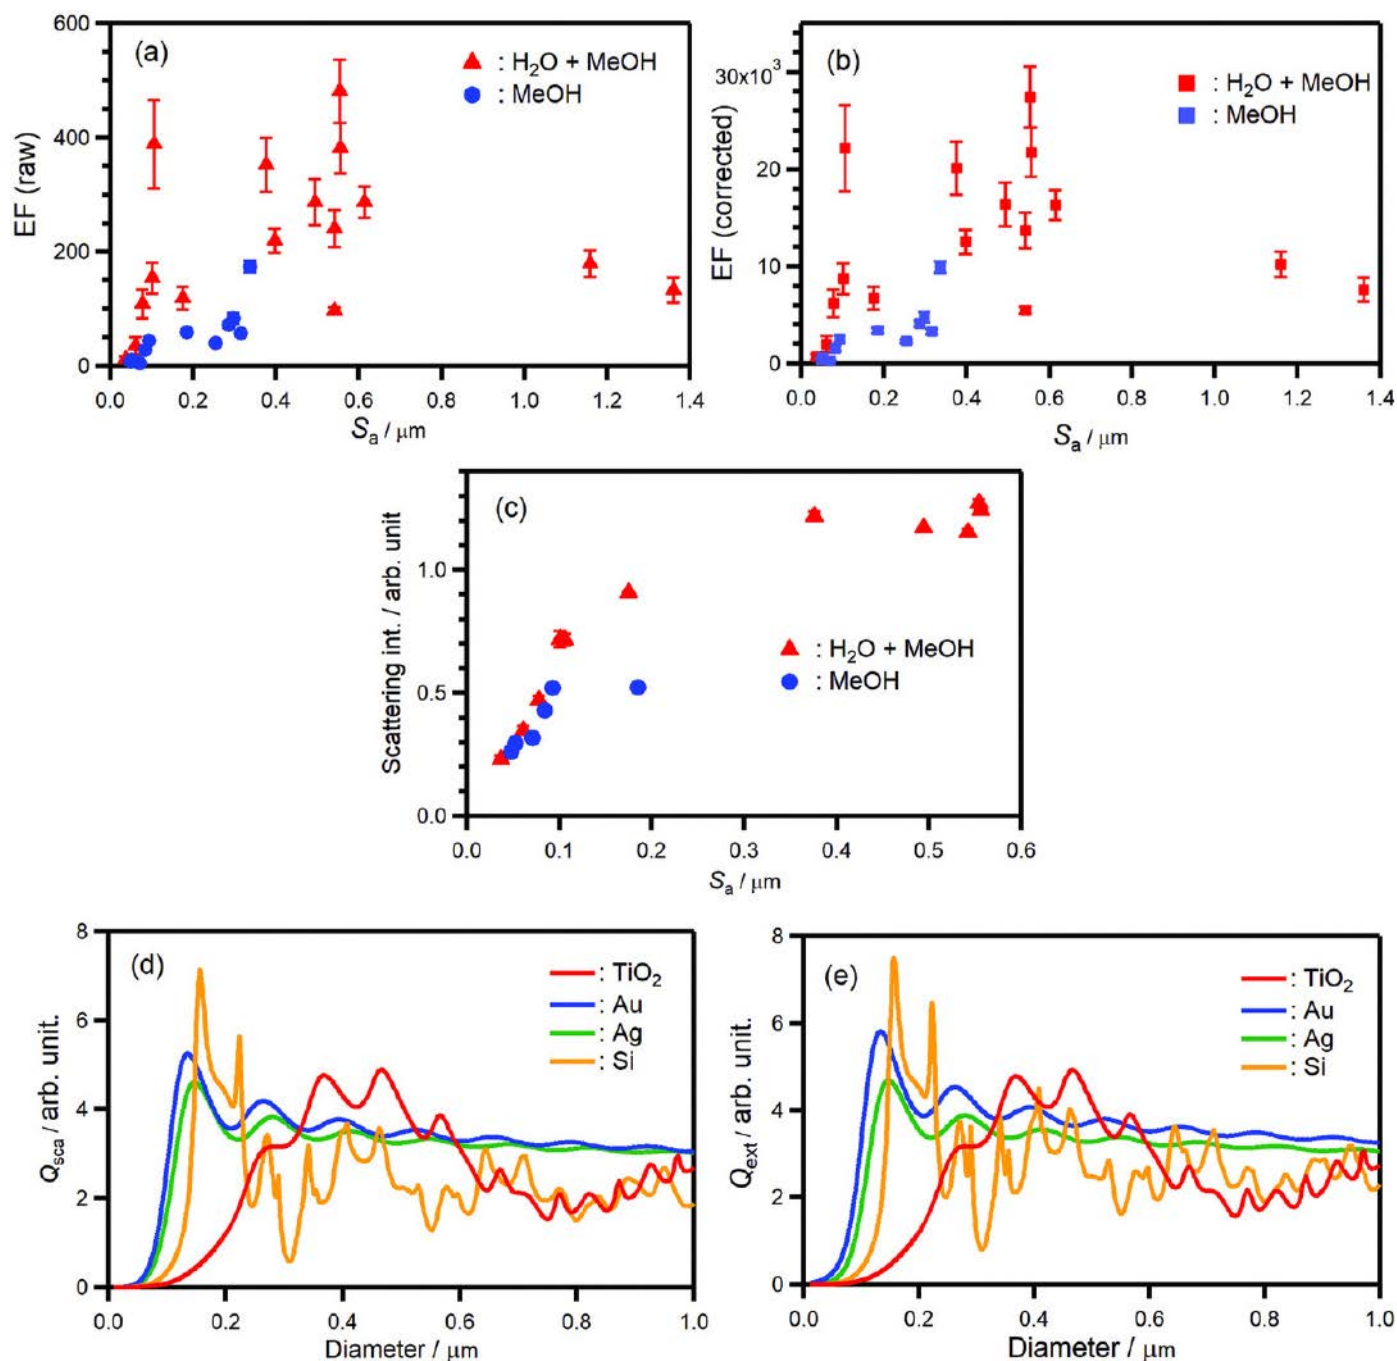 (a)
600
400
200
0
EF (raw)
▲ : H₂O + MeOH
● : MeOH
0.0 0.2 0.4 0.6 0.8 1.0 1.2 1.4
Sₐ / μm
(b)
30x10³
20
10
0
EF (corrected)
■ : H₂O + MeOH
■ : MeOH
0.0 0.2 0.4 0.6 0.8 1.0 1.2 1.4
Sₐ / μm
(c)
1.0
0.5
0.0
Scattering int. / arb. unit
▲ : H₂O + MeOH
● : MeOH
0.0 0.1 0.2 0.3 0.4 0.5 0.6
Sₐ / μm
(d)
8
6
4
2
0
Qsca / arb. unit.
: TiO₂
: Au
: Ag
: Si
0.0 0.2 0.4 0.6 0.8 1.0
Diameter / μm
(e)
8
6
4
2
0
Qext / arb. unit.
: TiO₂
: Au
: Ag
: Si
0.0 0.2 0.4 0.6 0.8 1.0
Diameter / μm